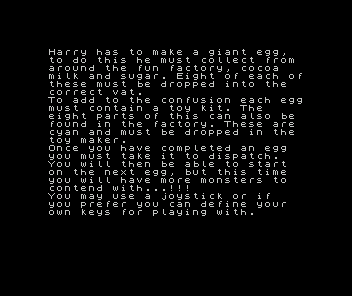 Harry has to make a giant egg,
to do this he must collect from
around the fun factory, cocoa
milk and sugar. Eight of each of
these must be dropped into the
correct vat.
To add to the confusion each egg
must contain a toy kit. The
eight parts of this can also be
found in the factory. These are
cyan and must be dropped in the
toy maker.
Once you have completed an egg
you must take it to dispatch.
You will then be able to start
on the next egg, but this time
you will have more monsters to
contend with...!!!
You may use a joystick or if
you prefer you can define your
own keys for playing with.